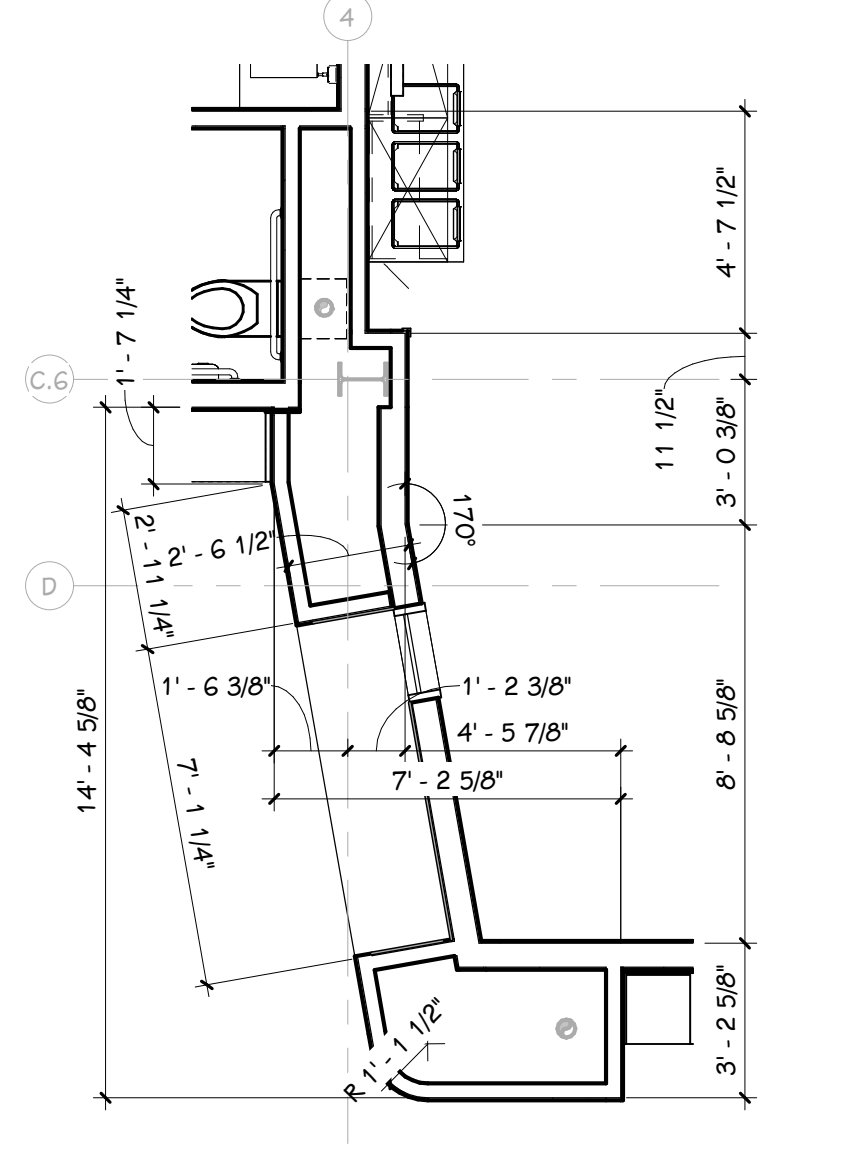 4
4' - 7 1/2"
1' - 7 1/4"
C.6
11 1/2"
3' - 0 3/8"
170°
2' - 11 1/4"
2' - 6 1/2"
D
1' - 6 3/8"
1' - 2 3/8"
4' - 5 7/8"
14' - 4 5/8"
8' - 8 5/8"
7' - 2 5/8"
7' - 1 1/4"
R 1' - 1 1/2"
3' - 2 5/8"